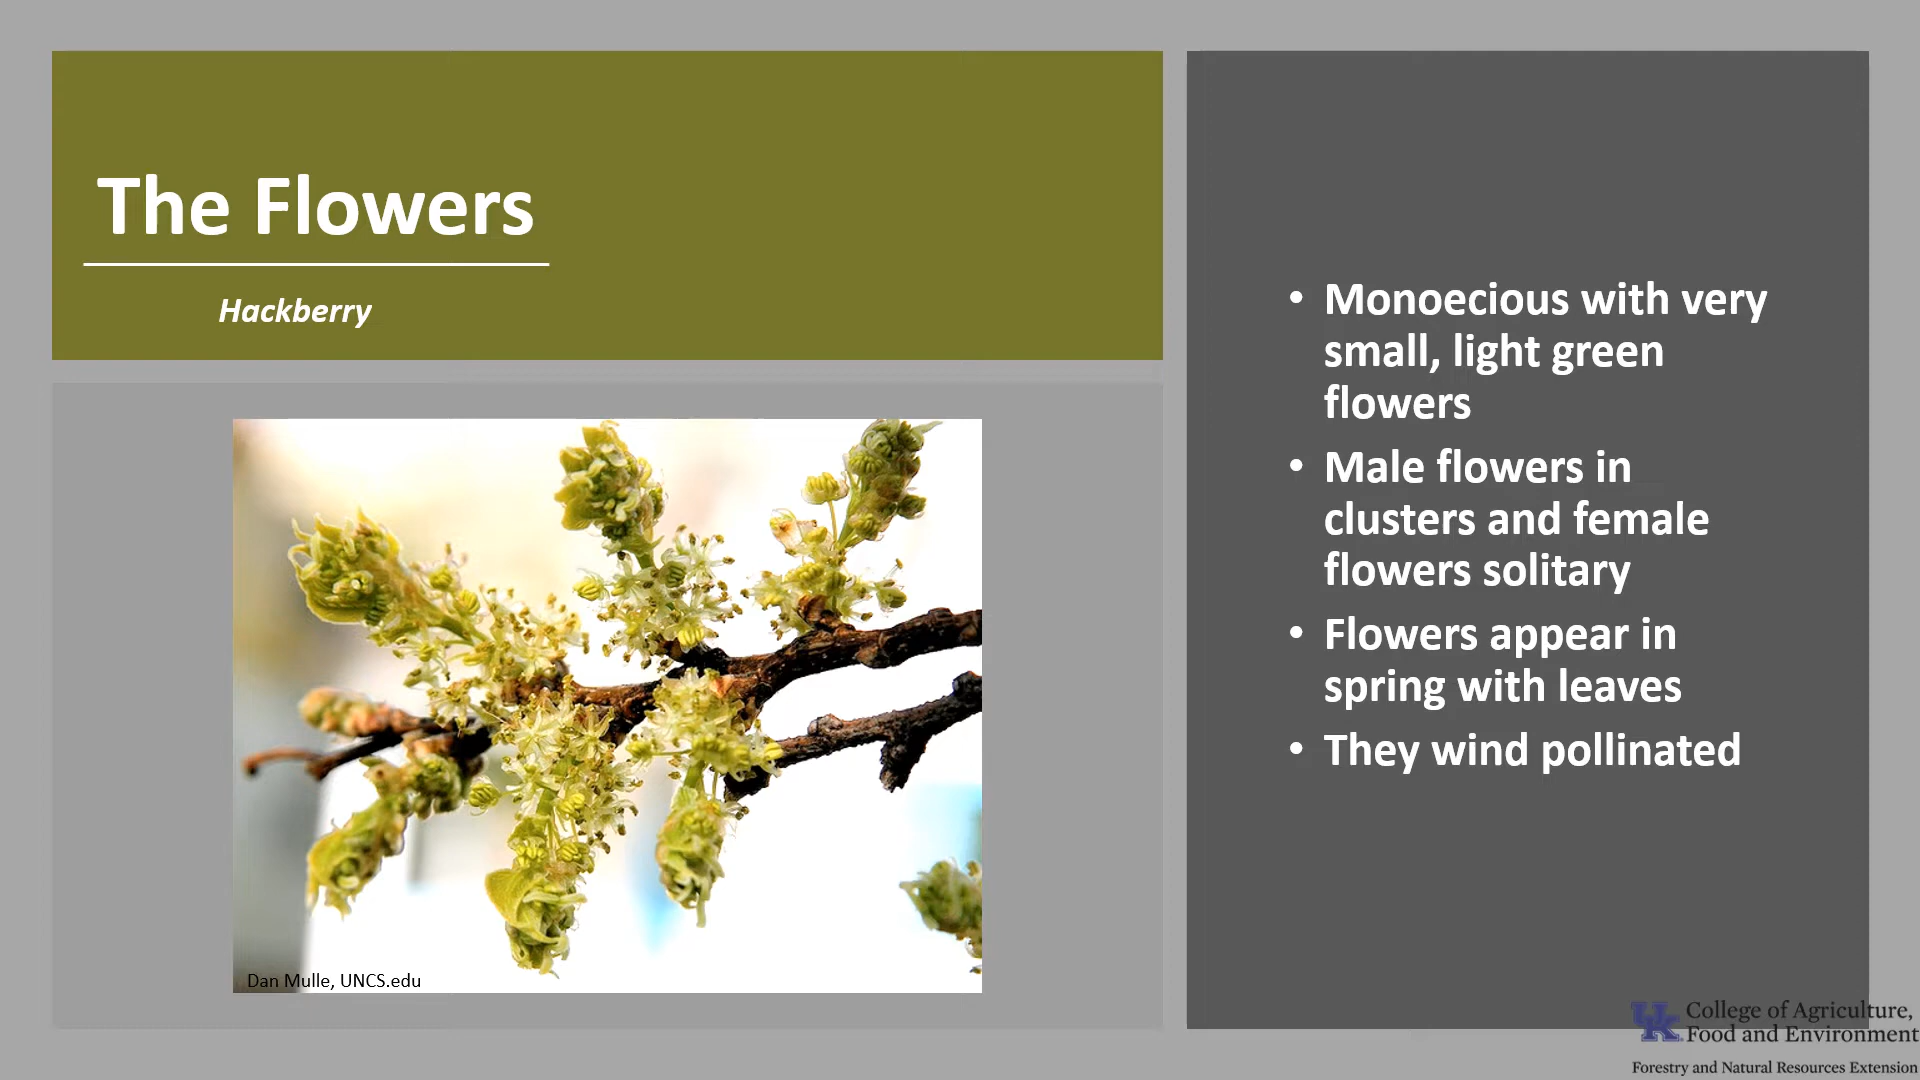 The Flowers
Hackberry
• Monoecious with very
small, light green
flowers
• Male flowers in
clusters and female
flowers solitary
• Flowers appear in
spring with leaves
• They wind pollinated
Dan Mulle, UNCS.edu
UK College of Agriculture,
Food and Environment
Forestry and Natural Resources Extension